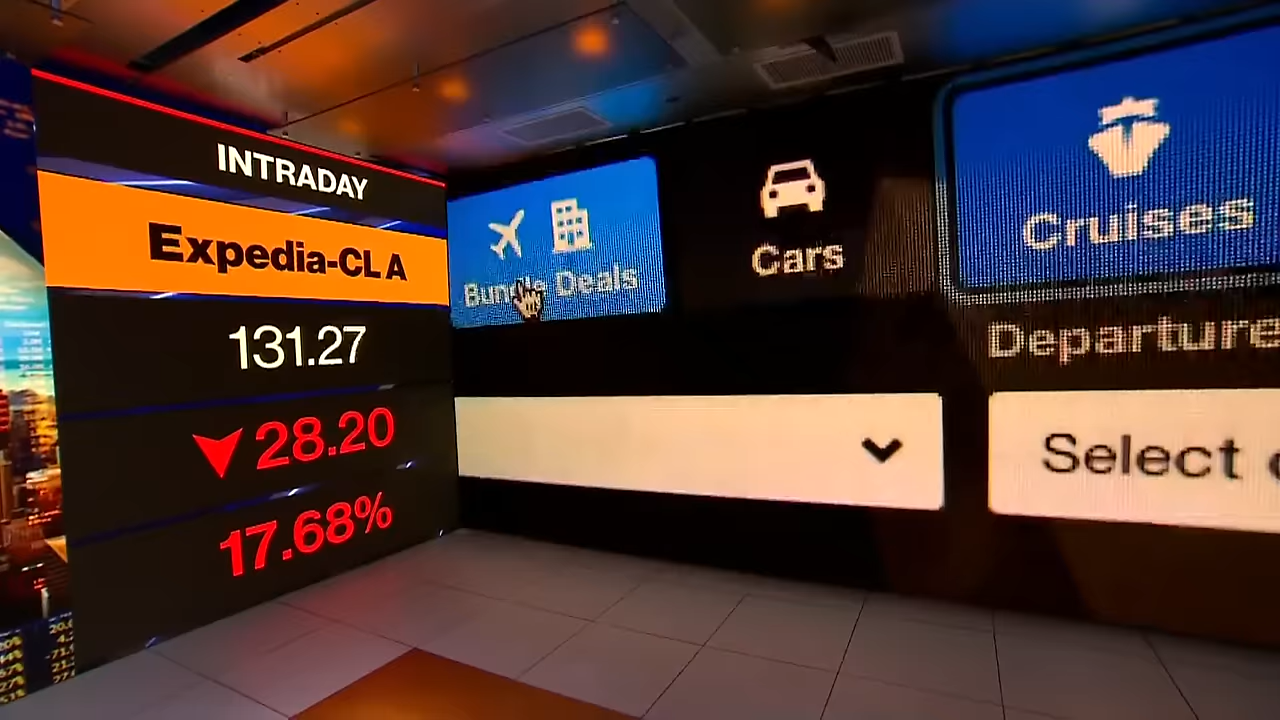 INTRADAY
Expedia-CL A
131.27
28.20
17.68%
Bundle Deals
Cars
Cruises
Departure
Select